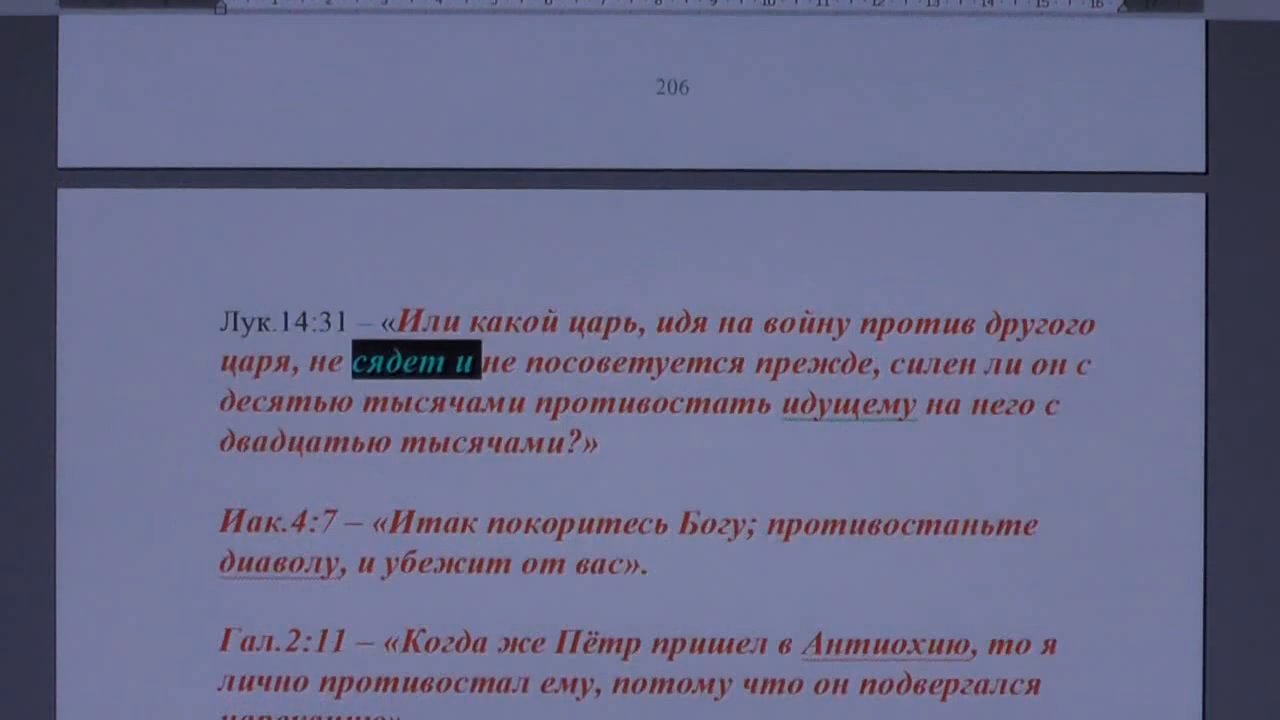 206
Лук.14:31 – «Или какой царь, идя на войну против другого
царя, не сядет и не посоветуется прежде, силен ли он с
десятью тысячами противостать идущему на него с
двадцатью тысячами?»
Иак.4:7 – «Итак покоритесь Богу; противостаньте
диаволу, и убежит от вас».
Гал.2:11 – «Когда же Пётр пришел в Антиохию, то я
лично противостал ему, потому что он подвергался